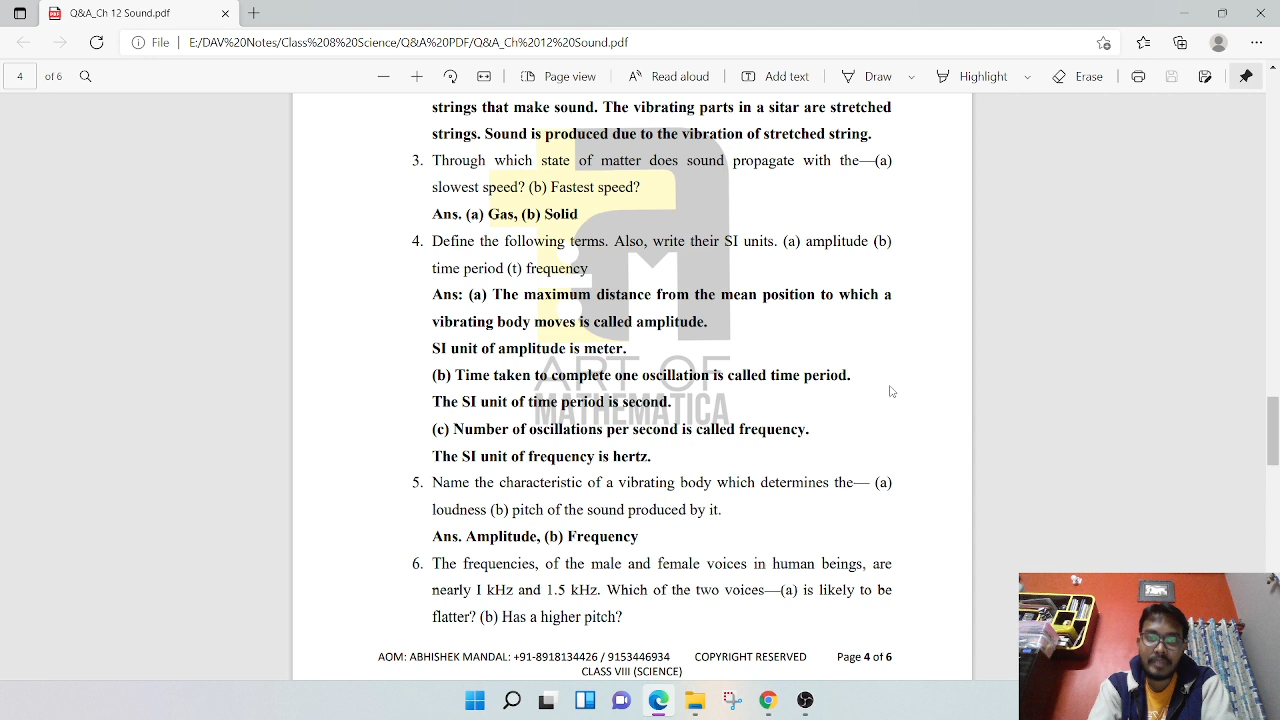 Q&A_Ch 12 Sound.pdf
File | E:/DAV%20Notes/Class%208%20Science/Q&A%20PDF/Q&A_Ch%2012%20Sound.pdf
4 of 6 Page view Read aloud Add text Draw Highlight Erase
strings that make sound. The vibrating parts in a sitar are stretched
strings. Sound is produced due to the vibration of stretched string.
3. Through which state of matter does sound propagate with the—(a)
slowest speed? (b) Fastest speed?
Ans. (a) Gas, (b) Solid
4. Define the following terms. Also, write their SI units. (a) amplitude (b)
time period (t) frequency
Ans: (a) The maximum distance from the mean position to which a
vibrating body moves is called amplitude.
SI unit of amplitude is meter.
(b) Time taken to complete one oscillation is called time period.
ART OF
The SI unit of time period is second.
MATHEMATICA
(c) Number of oscillations per second is called frequency.
The SI unit of frequency is hertz.
5. Name the characteristic of a vibrating body which determines the— (a)
loudness (b) pitch of the sound produced by it.
Ans. Amplitude, (b) Frequency
6. The frequencies, of the male and female voices in human beings, are
nearly I kHz and 1.5 kHz. Which of the two voices—(a) is likely to be
flatter? (b) Has a higher pitch?
AOM: ABHISHEK MANDAL: +91-8918134426 / 9153446934 COPYRIGHT RESERVED Page 4 of 6
CLASS VIII (SCIENCE)